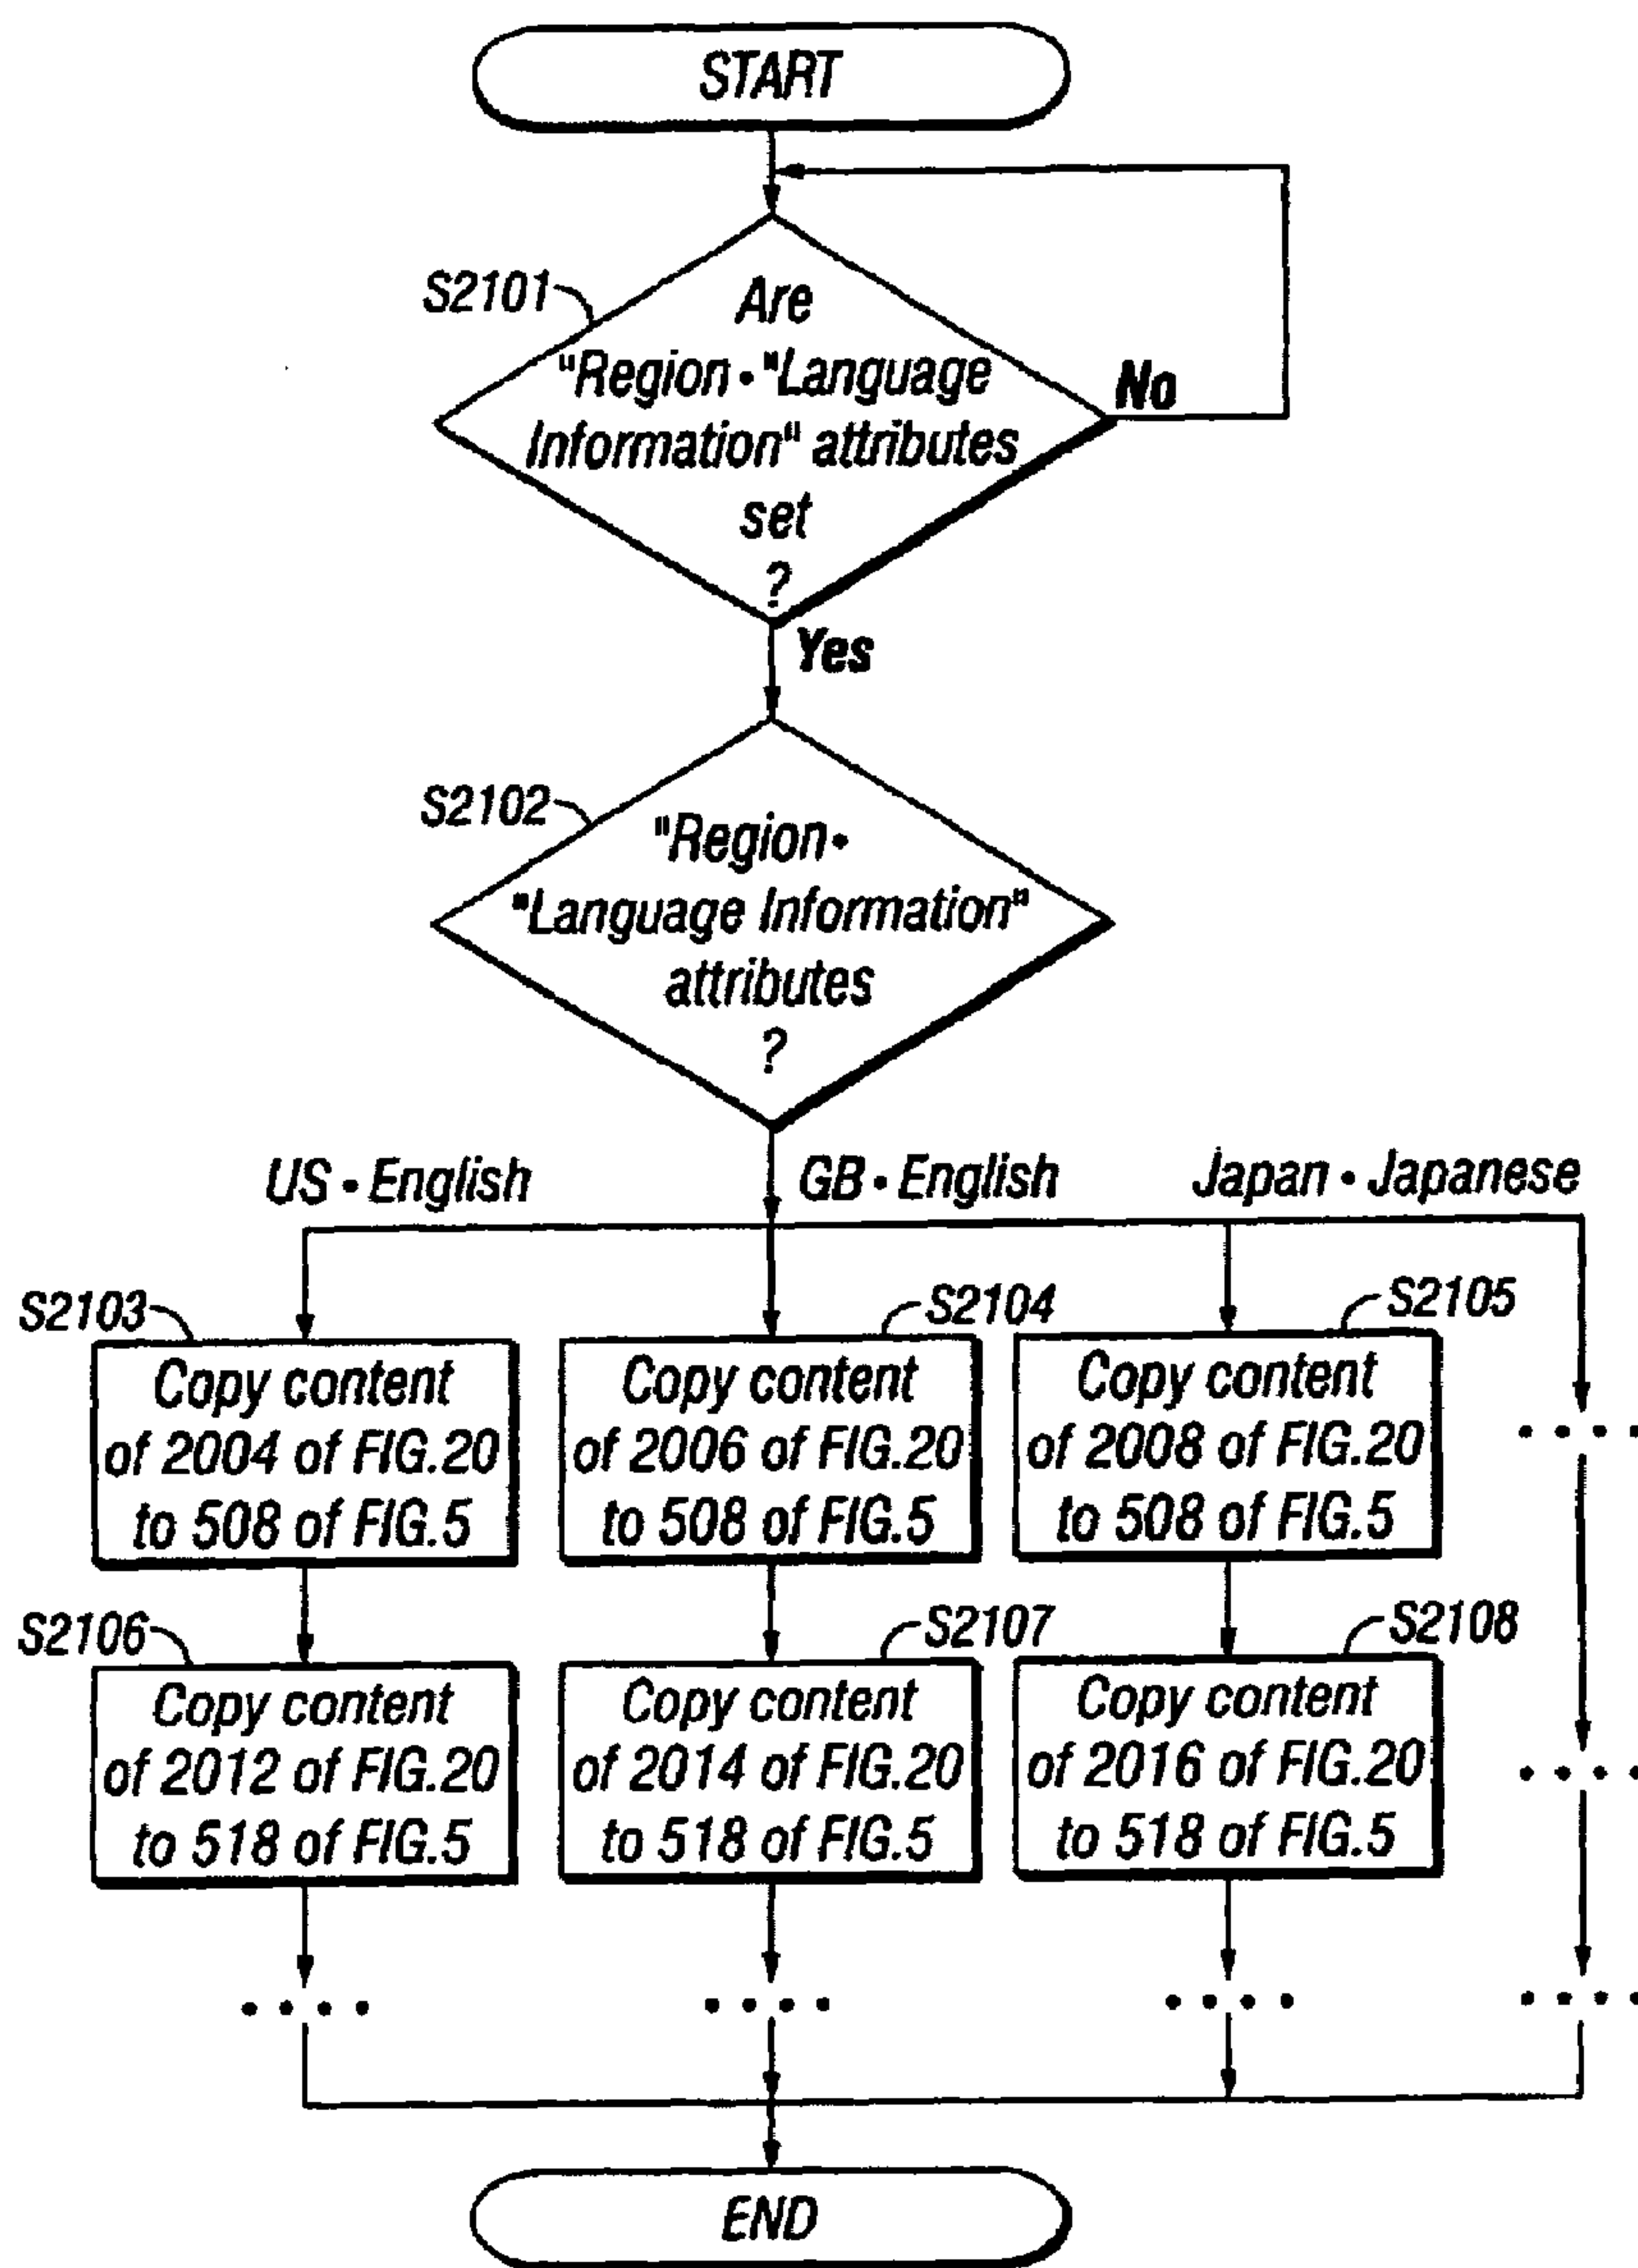 START
S2101
Are
"Region·"Language
Information" attributes
set
?
No
Yes
S2102
"Region·
"Language Information"
attributes
?
US·English
GB·English
Japan·Japanese
S2103
Copy content
of 2004 of FIG.20
to 508 of FIG.5
S2104
Copy content
of 2006 of FIG.20
to 508 of FIG.5
S2105
Copy content
of 2008 of FIG.20
to 508 of FIG.5
····
S2106
Copy content
of 2012 of FIG.20
to 518 of FIG.5
S2107
Copy content
of 2014 of FIG.20
to 518 of FIG.5
S2108
Copy content
of 2016 of FIG.20
to 518 of FIG.5
····
····
····
····
····
END